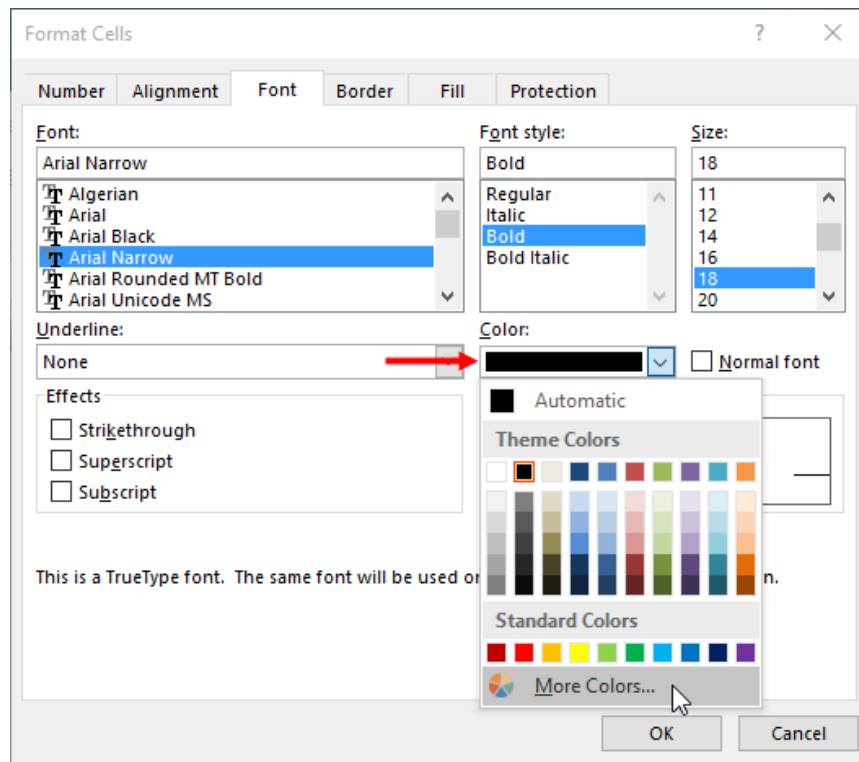 Format Cells ?
Number Alignment Font Border Fill Protection
Font: Font style: Size:
Arial Narrow Bold 18
Algerian Regular 11
Arial Italic 12
Arial Black Bold 14
Arial Narrow Bold Italic 16
Arial Rounded MT Bold 18
Arial Unicode MS 20
Underline: Color:
None Normal font
Effects Automatic
Strikethrough Theme Colors
Superscript
Subscript
This is a TrueType font. The same font will be used n.
Standard Colors
More Colors...
OK Cancel